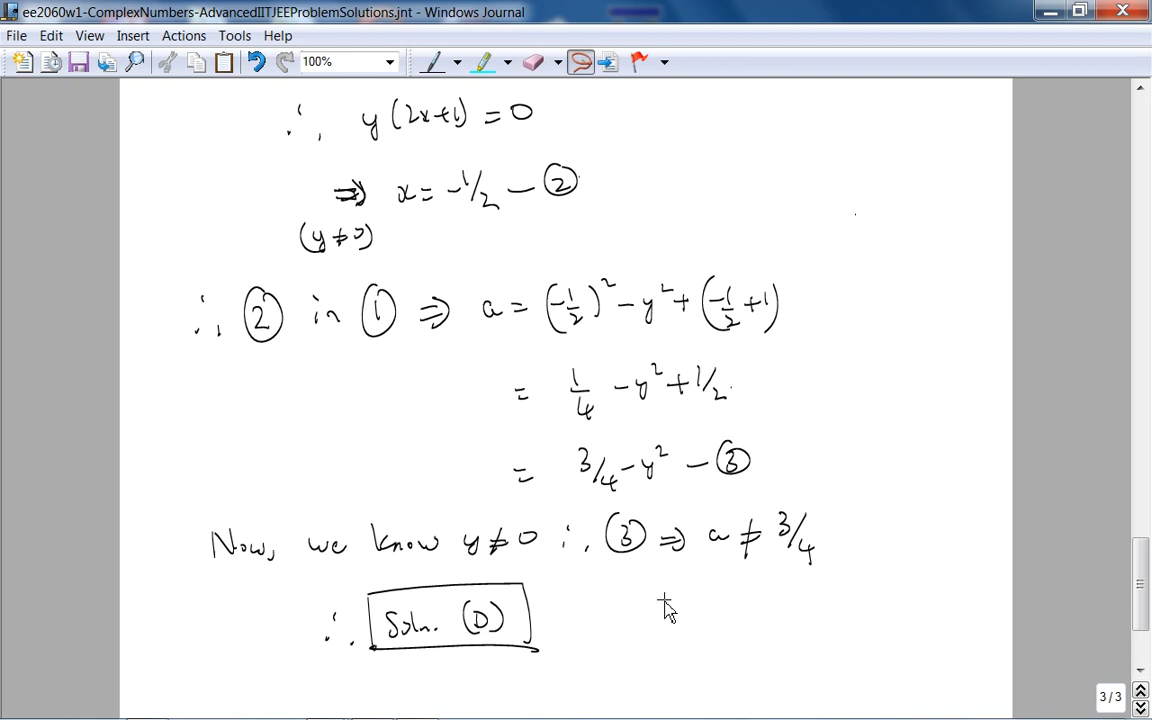 ee2060w1-ComplexNumbers-AdvancedIITJEEProblemSolutions.jnt - Windows Journal
File Edit View Insert Actions Tools Help
100%
∴ y(2x+1) = 0
⇒ x = -1/2 - ②
(y≠0)
∴ ② in ① ⇒ a = (-1/2)² - y² + (-1/2+1)
= 1/4 - y² + 1/2
= 3/4 - y² - ③
Now, we know y≠0 ∴ ③ ⇒ a ≠ 3/4
∴ Soln. (D)
3/3